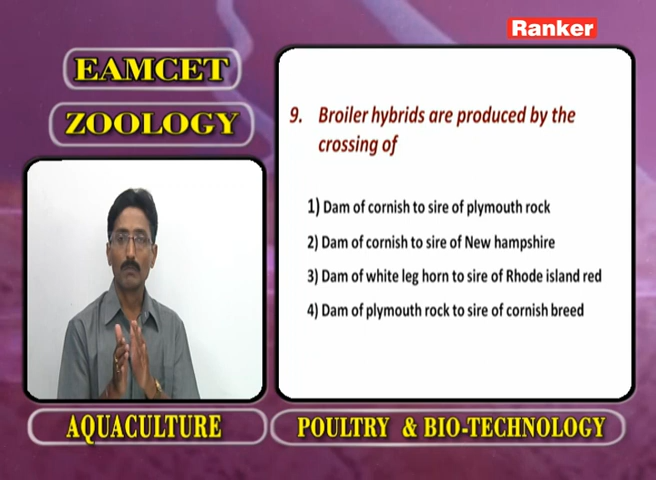 Ranker
EAMCET
ZOOLOGY
9. Broiler hybrids are produced by the
crossing of
1) Dam of cornish to sire of plymouth rock
2) Dam of cornish to sire of New hampshire
3) Dam of white leg horn to sire of Rhode island red
4) Dam of plymouth rock to sire of cornish breed
AQUACULTURE
POULTRY & BIO-TECHNOLOGY